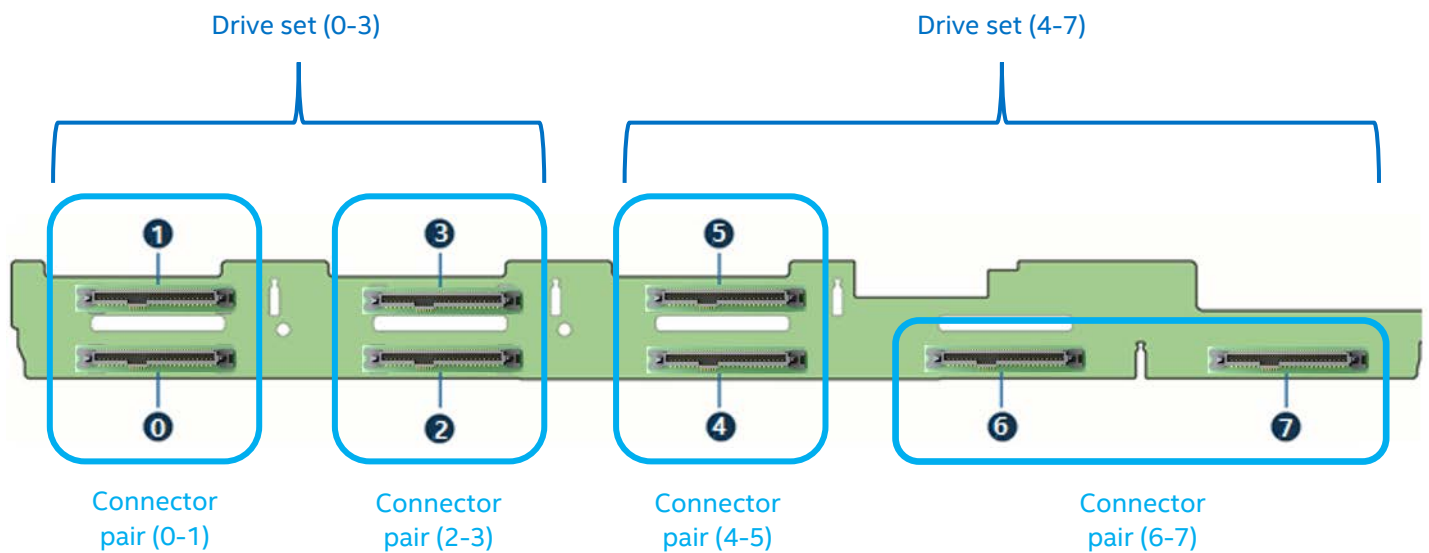 Drive set (0-3)
Drive set (4-7)
1
3
5
0
2
4
6
7
Connector
pair (0-1)
Connector
pair (2-3)
Connector
pair (4-5)
Connector
pair (6-7)